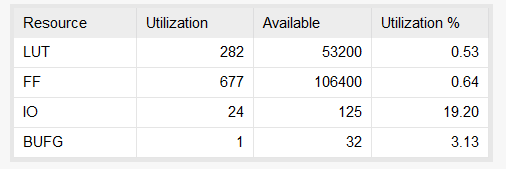 Resource Utilization Available Utilization %
LUT 282 53200 0.53
FF 677 106400 0.64
IO 24 125 19.20
BUFG 1 32 3.13